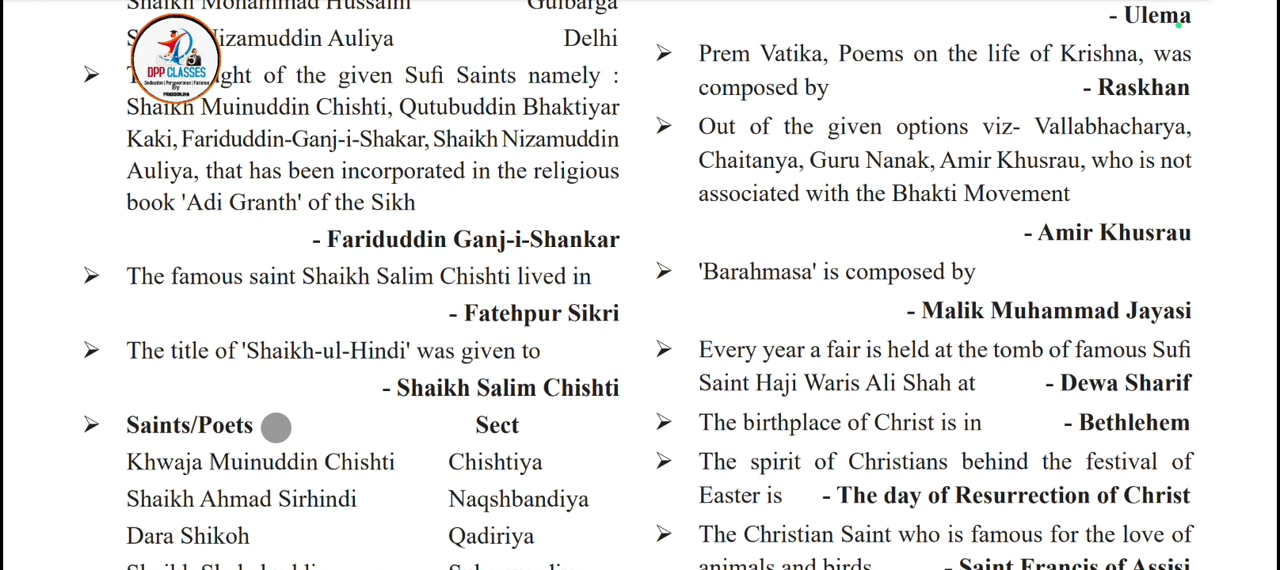 Shaikh Mohammad Hussaini Gulbarga
Nizamuddin Auliya Delhi
➢ ght of the given Sufi Saints namely :
Shaikh Muinuddin Chishti, Qutubuddin Bhaktiyar
Kaki, Fariduddin-Ganj-i-Shakar, Shaikh Nizamuddin
Auliya, that has been incorporated in the religious
book 'Adi Granth' of the Sikh
- Fariduddin Ganj-i-Shankar
➢ The famous saint Shaikh Salim Chishti lived in
- Fatehpur Sikri
➢ The title of 'Shaikh-ul-Hindi' was given to
- Shaikh Salim Chishti
➢ Saints/Poets Sect
Khwaja Muinuddin Chishti Chishtiya
Shaikh Ahmad Sirhindi Naqshbandiya
Dara Shikoh Qadiriya
DPP CLASSES
By
- Ulema
➢ Prem Vatika, Poems on the life of Krishna, was
composed by - Raskhan
➢ Out of the given options viz- Vallabhacharya,
Chaitanya, Guru Nanak, Amir Khusrau, who is not
associated with the Bhakti Movement
- Amir Khusrau
➢ 'Barahmasa' is composed by
- Malik Muhammad Jayasi
➢ Every year a fair is held at the tomb of famous Sufi
Saint Haji Waris Ali Shah at - Dewa Sharif
➢ The birthplace of Christ is in - Bethlehem
➢ The spirit of Christians behind the festival of
Easter is - The day of Resurrection of Christ
➢ The Christian Saint who is famous for the love of
animals and birds - Saint Francis of Assisi